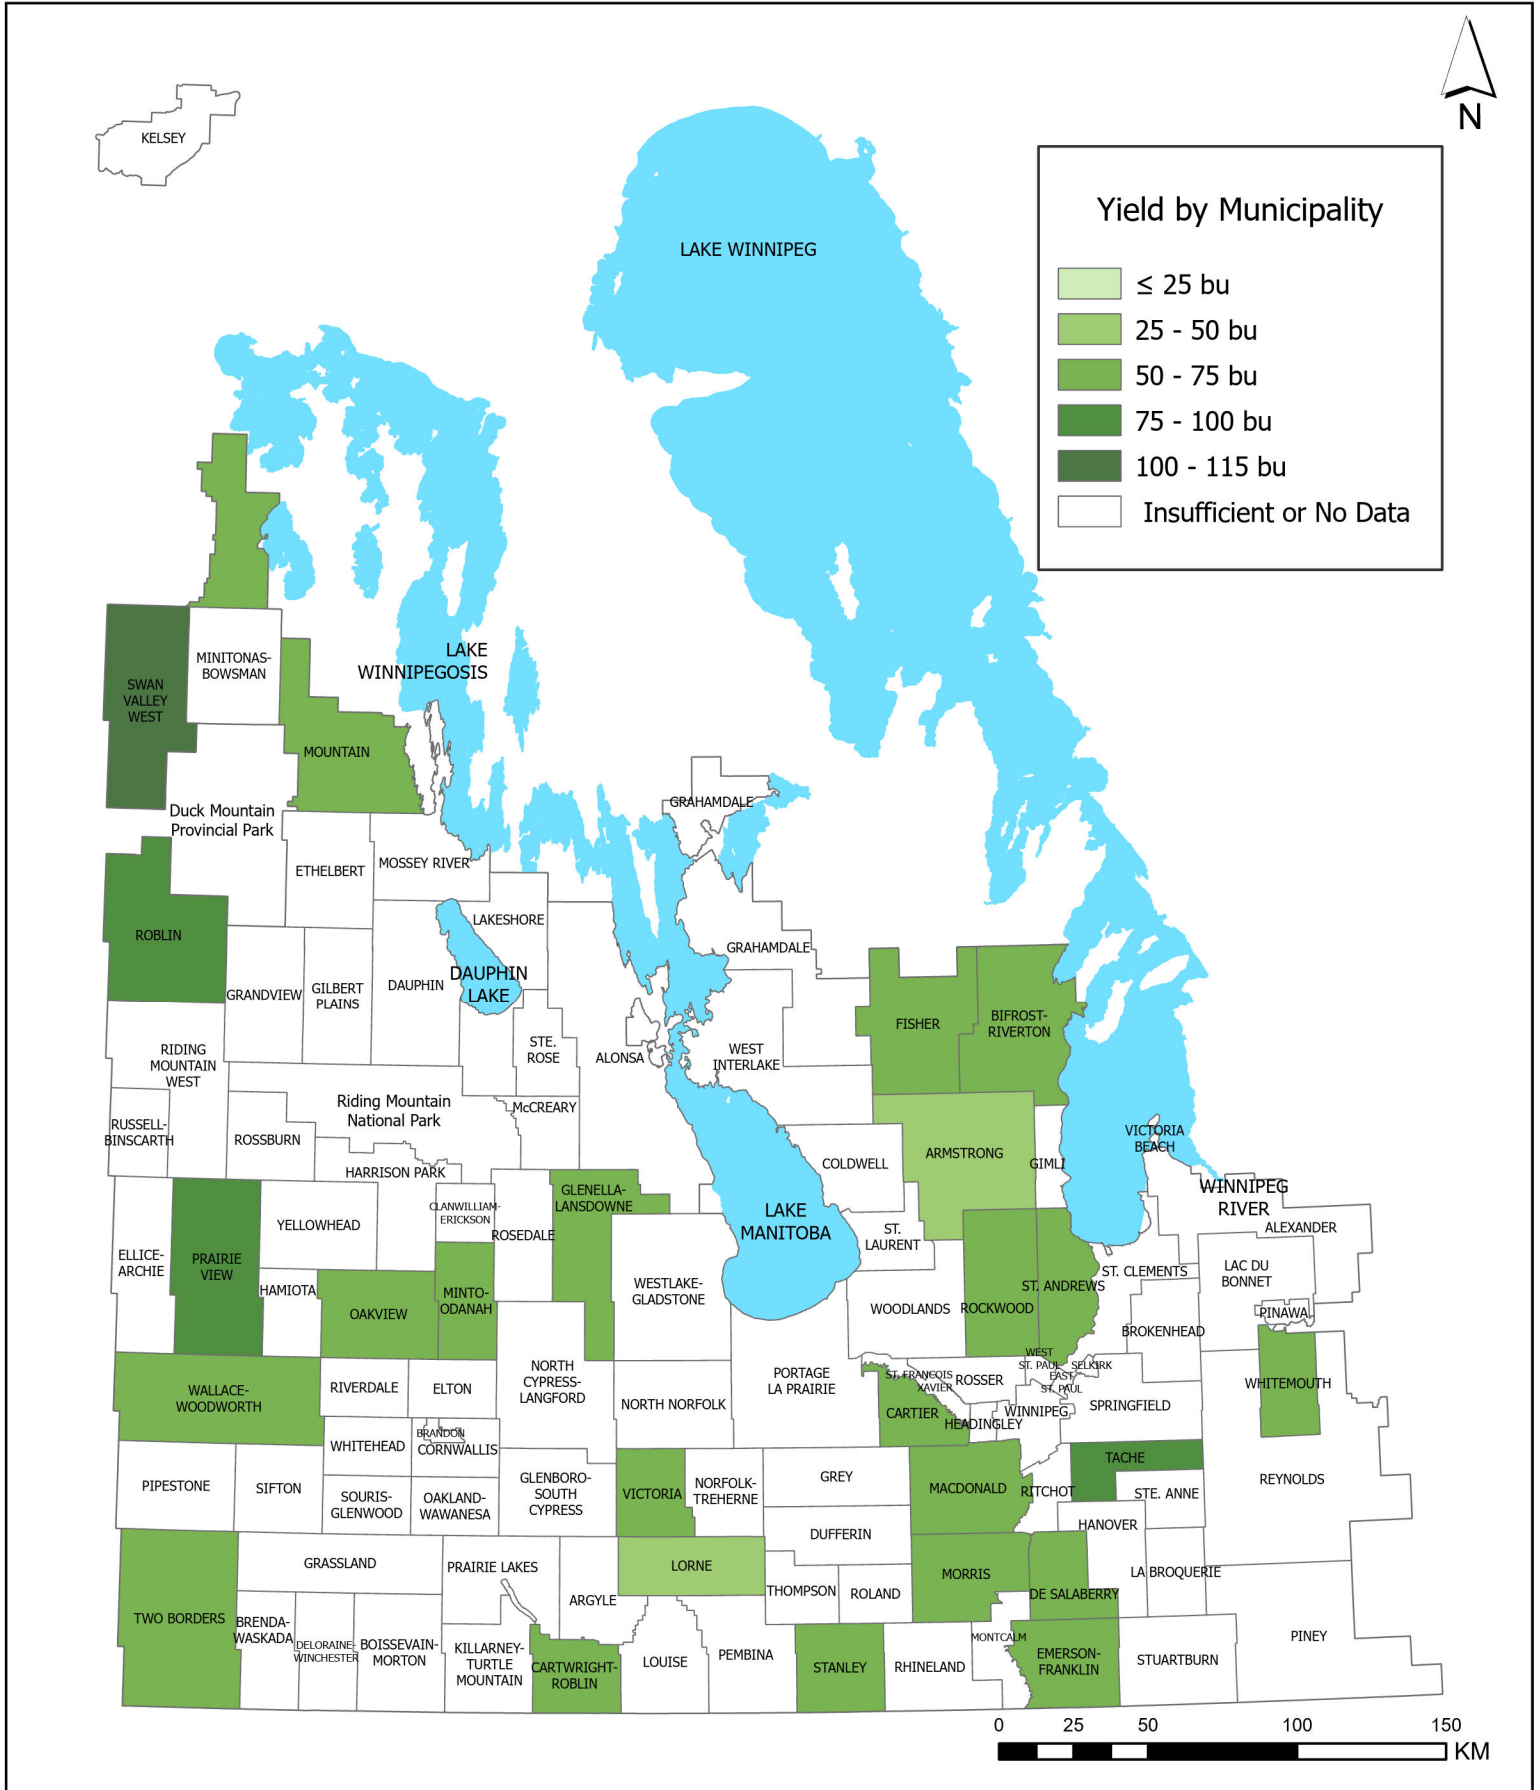 N
KELSEY
Yield by Municipality
≤ 25 bu
25 - 50 bu
50 - 75 bu
75 - 100 bu
100 - 115 bu
Insufficient or No Data
LAKE WINNIPEG
LAKE
WINNIPEGOSIS
MINITONAS-
BOWSMAN
SWAN
VALLEY
WEST
MOUNTAIN
Duck Mountain
Provincial Park
GRAHAMDALE
ETHELBERT
MOSSEY RIVER
LAKESHORE
ROBLIN
GRAHAMDALE
DAUPHIN
LAKE
DAUPHIN
GRANDVIEW
GILBERT
PLAINS
FISHER
BIFROST-
RIVERTON
STE.
ROSE
ALONSA
WEST
INTERLAKE
RIDING
MOUNTAIN
WEST
Riding Mountain
National Park
McCREARY
RUSSELL-
BINSCARTH
ROSSBURN
VICTORIA
BEACH
HARRISON PARK
COLDWELL
ARMSTRONG
GIMLI
GLENELLA-
LANSDOWNE
WINNIPEG
RIVER
ALEXANDER
CLANWILLIAM-
ERICKSON
YELLOWHEAD
ROSEDALE
LAKE
MANITOBA
ST.
LAURENT
ELLICE-
ARCHIE
PRAIRIE
VIEW
HAMIOTA
LAC DU
BONNET
ST. CLEMENTS
ST. ANDREWS
WESTLAKE-
GLADSTONE
MINTO-
ODANAH
OAKVIEW
WOODLANDS
ROCKWOOD
PINAWA
BROKENHEAD
WEST
ST. PAUL
SELKIRK
EAST
ST. PAUL
ST. FRANCOIS
XAVIER
ROSSER
PORTAGE
LA PRAIRIE
NORTH
CYPRESS-
LANGFORD
RIVERDALE
ELTON
WALLACE-
WOODWORTH
WHITEMOUTH
NORTH NORFOLK
CARTIER
HEADINGLEY
WINNIPEG
SPRINGFIELD
BRANDON
CORNWALLIS
WHITEHEAD
TACHE
PIPESTONE
SIFTON
SOURIS-
GLENWOOD
OAKLAND-
WAWANESA
GLENBORO-
SOUTH
CYPRESS
VICTORIA
NORFOLK-
TREHERNE
GREY
MACDONALD
RITCHOT
STE. ANNE
REYNOLDS
HANOVER
DUFFERIN
GRASSLAND
PRAIRIE LAKES
LORNE
MORRIS
LA BROQUERIE
THOMPSON
ROLAND
DE SALABERRY
ARGYLE
TWO BORDERS
BRENDA-
WASKADA
DELORAINE-
WINCHESTER
BOISSEVAIN-
MORTON
KILLARNEY-
TURTLE
MOUNTAIN
CARTWRIGHT-
ROBLIN
LOUISE
PEMBINA
STANLEY
RHINELAND
MONTCALM
EMERSON-
FRANKLIN
STUARTBURN
PINEY
0 25 50 100 150
KM